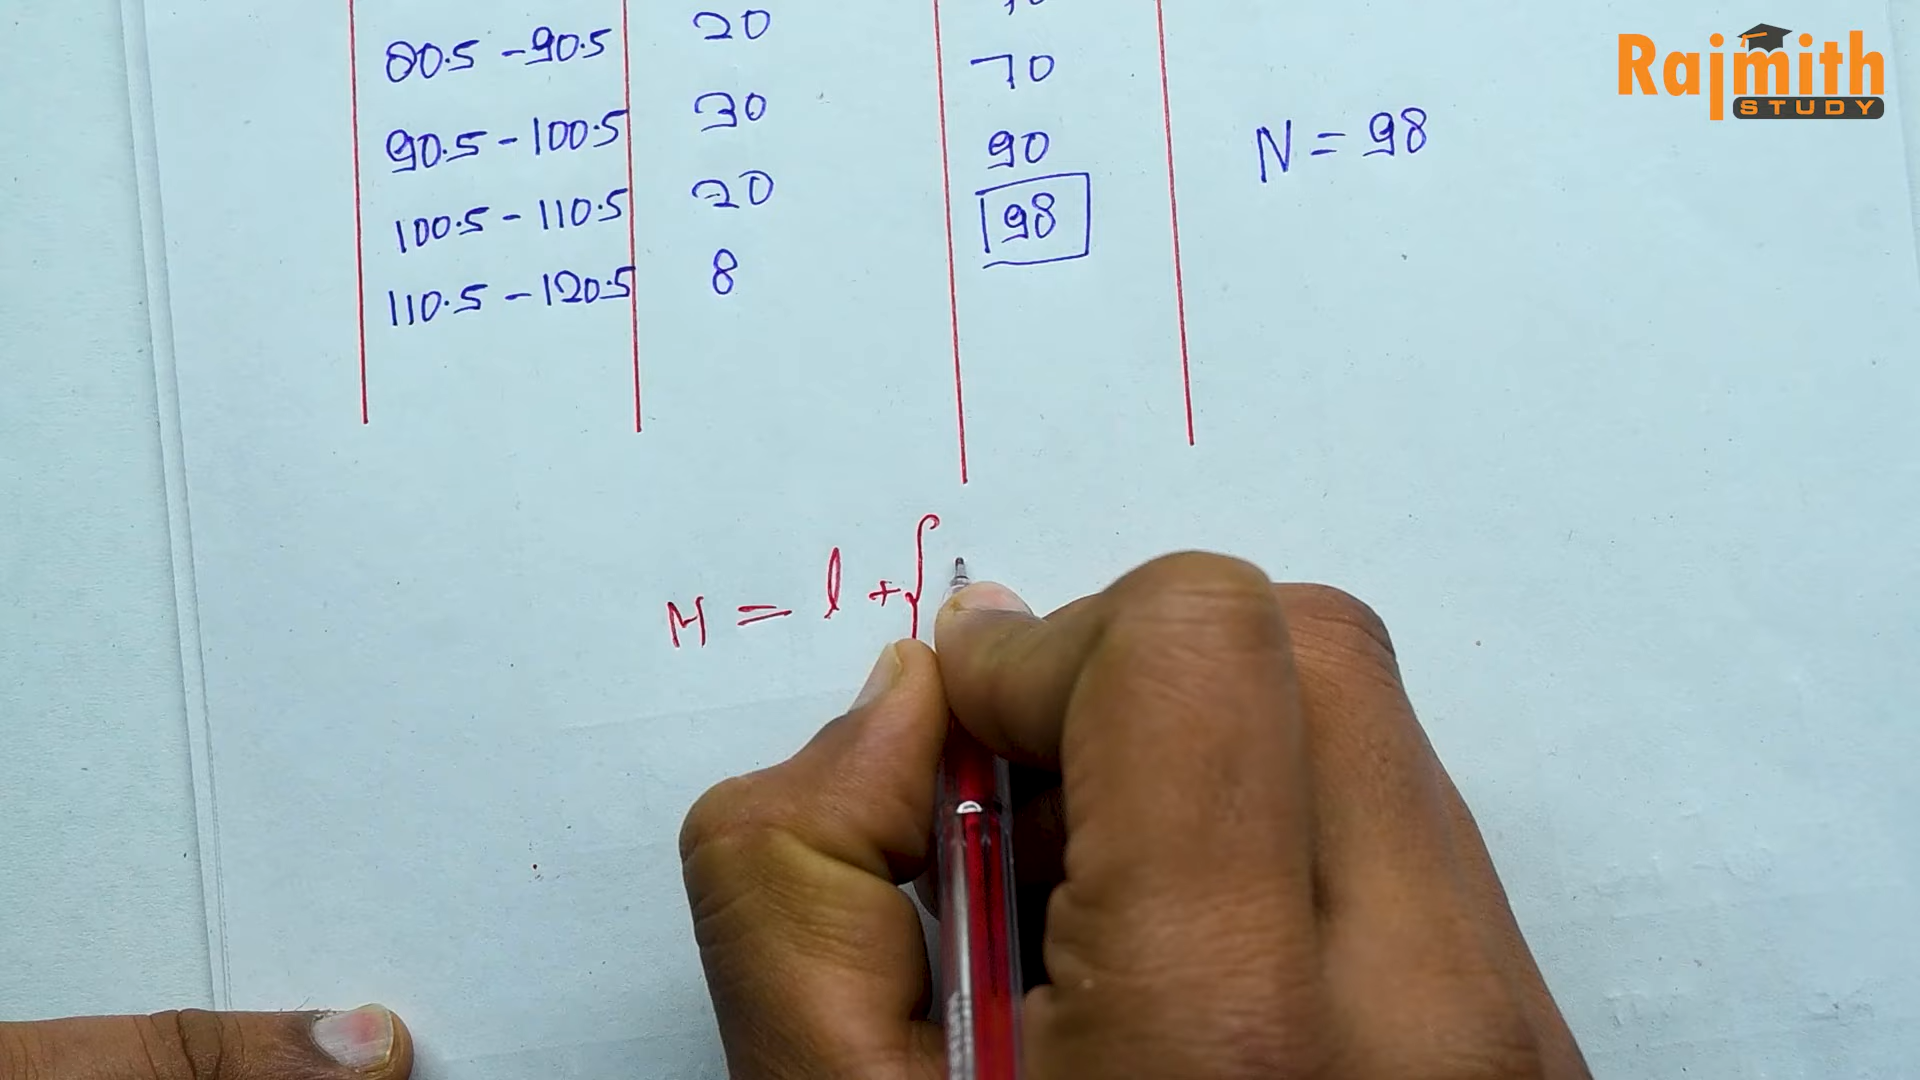 Rajmith
STUDY
80.5 - 90.5 20
90.5 - 100.5 30 70
100.5 - 110.5 20 90
110.5 - 120.5 8 98
N = 98
M = l + {